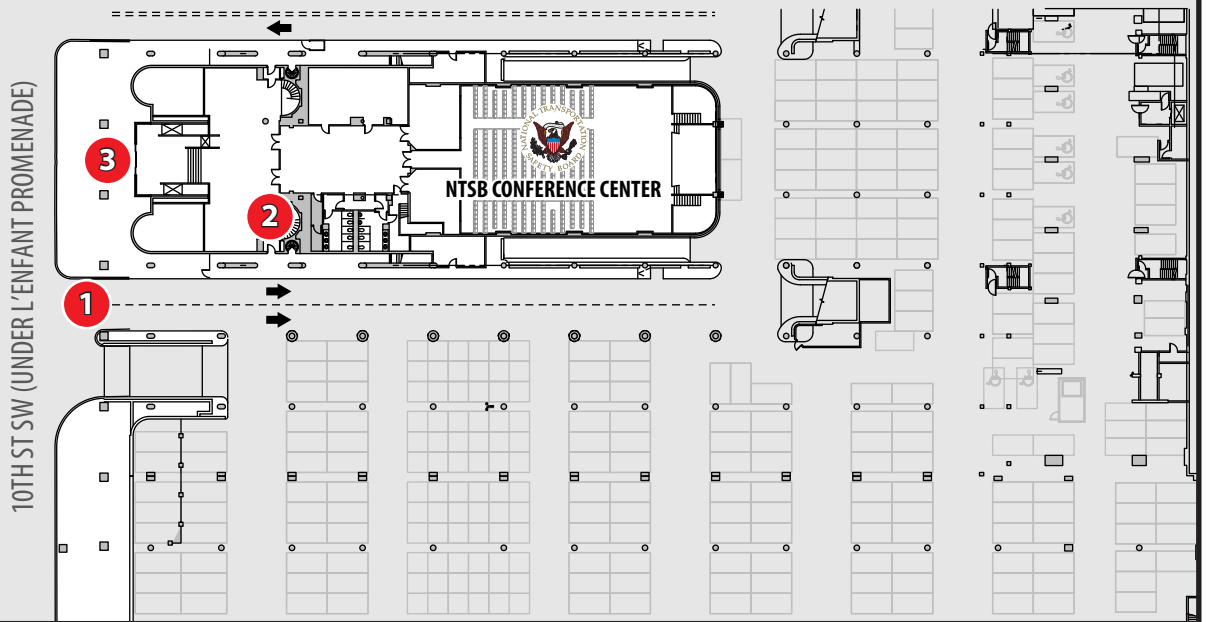 10TH ST SW (UNDER L'ENFANT PROMENADE)
3
2
1
NATIONAL TRANSPORTATION
SAFETY BOARD
NTSB CONFERENCE CENTER